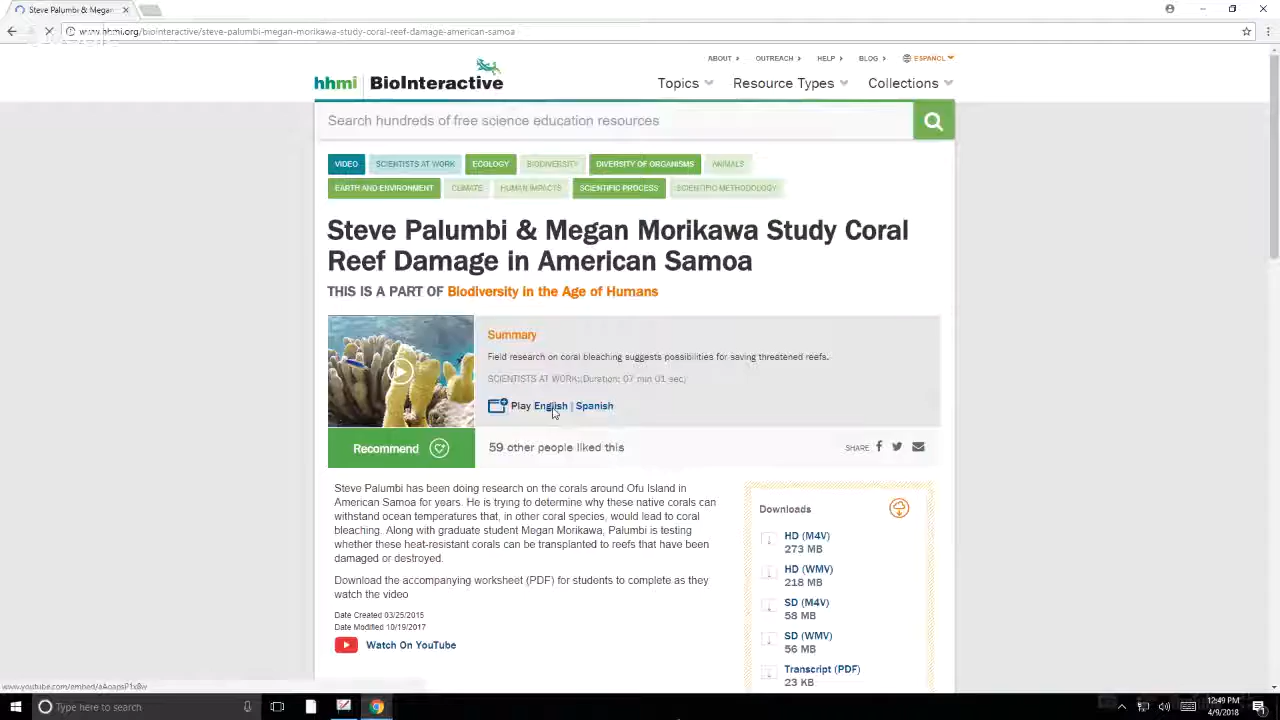 Steve Palumbi & Megan M
www.hhmi.org/biointeractive/steve-palumbi-megan-morikawa-study-coral-reef-damage-american-samoa
ABOUT OUTREACH HELP BLOG ESPAÑOL
hhmi BioInteractive
Topics Resource Types Collections
Search hundreds of free science education resources
VIDEO SCIENTISTS AT WORK ECOLOGY BIODIVERSITY DIVERSITY OF ORGANISMS ANIMALS
EARTH AND ENVIRONMENT CLIMATE HUMAN IMPACTS SCIENTIFIC PROCESS SCIENTIFIC METHODOLOGY
Steve Palumbi & Megan Morikawa Study Coral
Reef Damage in American Samoa
THIS IS A PART OF Biodiversity in the Age of Humans
Summary
Field research on coral bleaching suggests possibilities for saving threatened reefs.
SCIENTISTS AT WORK;;Duration: 07 min 01 sec;
Play English | Spanish
Recommend
59 other people liked this
SHARE
Steve Palumbi has been doing research on the corals around Ofu Island in
American Samoa for years. He is trying to determine why these native corals can
withstand ocean temperatures that, in other coral species, would lead to coral
bleaching. Along with graduate student Megan Morikawa, Palumbi is testing
whether these heat-resistant corals can be transplanted to reefs that have been
damaged or destroyed.
Download the accompanying worksheet (PDF) for students to complete as they
watch the video
Date Created 03/25/2015
Date Modified 10/19/2017
Watch On YouTube
Downloads
HD (M4V)
273 MB
HD (WMV)
218 MB
SD (M4V)
58 MB
SD (WMV)
56 MB
Transcript (PDF)
23 KB
Type here to search
12:49 PM
4/9/2018